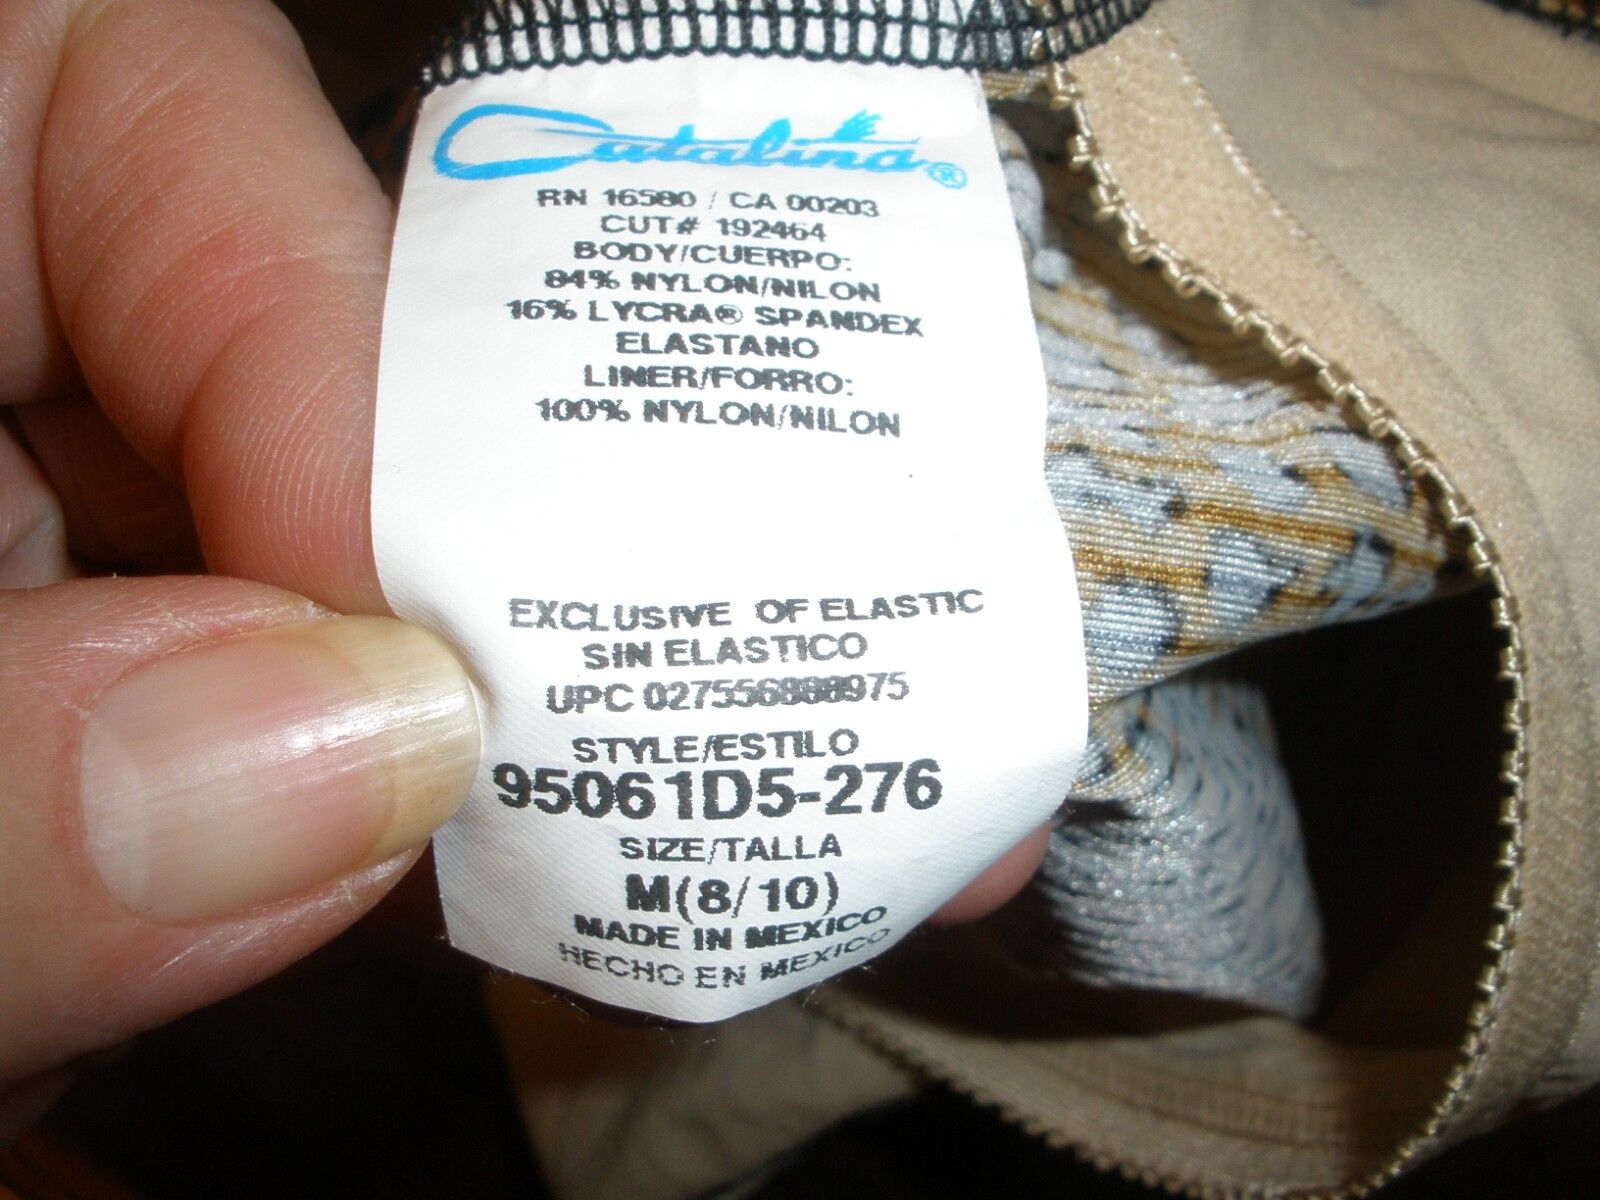 Catalina®
RN 16580 / CA 00203
CUT# 192464
BODY/CUERPO:
84% NYLON/NILON
16% LYCRA® SPANDEX
ELASTANO
LINER/FORRO:
100% NYLON/NILON
EXCLUSIVE OF ELASTIC
SIN ELASTICO
UPC
STYLE/ESTILO
95061D5-276
SIZE/TALLA
M(8/10)
MADE IN MEXICO
HECHO EN MEXICO